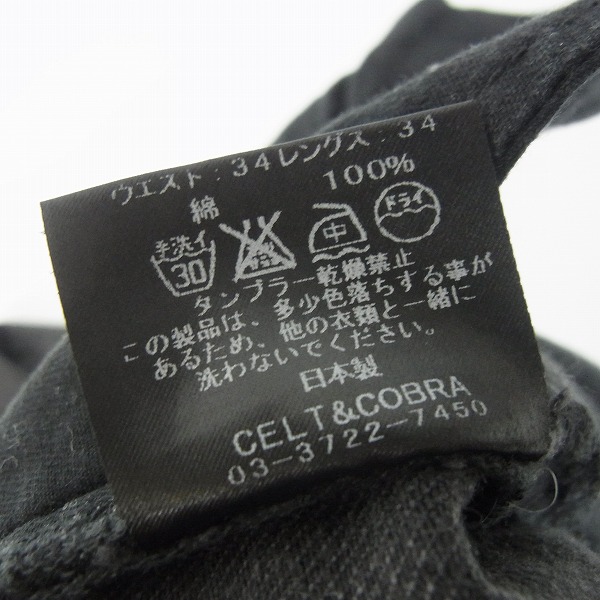 ウエスト：34レングス：34
綿 100%
手洗イ 30 中 ドライ
タンブラー乾燥禁止
この製品は、多少色落ちする事が
あるため、他の衣類と一緒に
洗わないでください。
日本製
CELT&COBRA
03-3722-7450